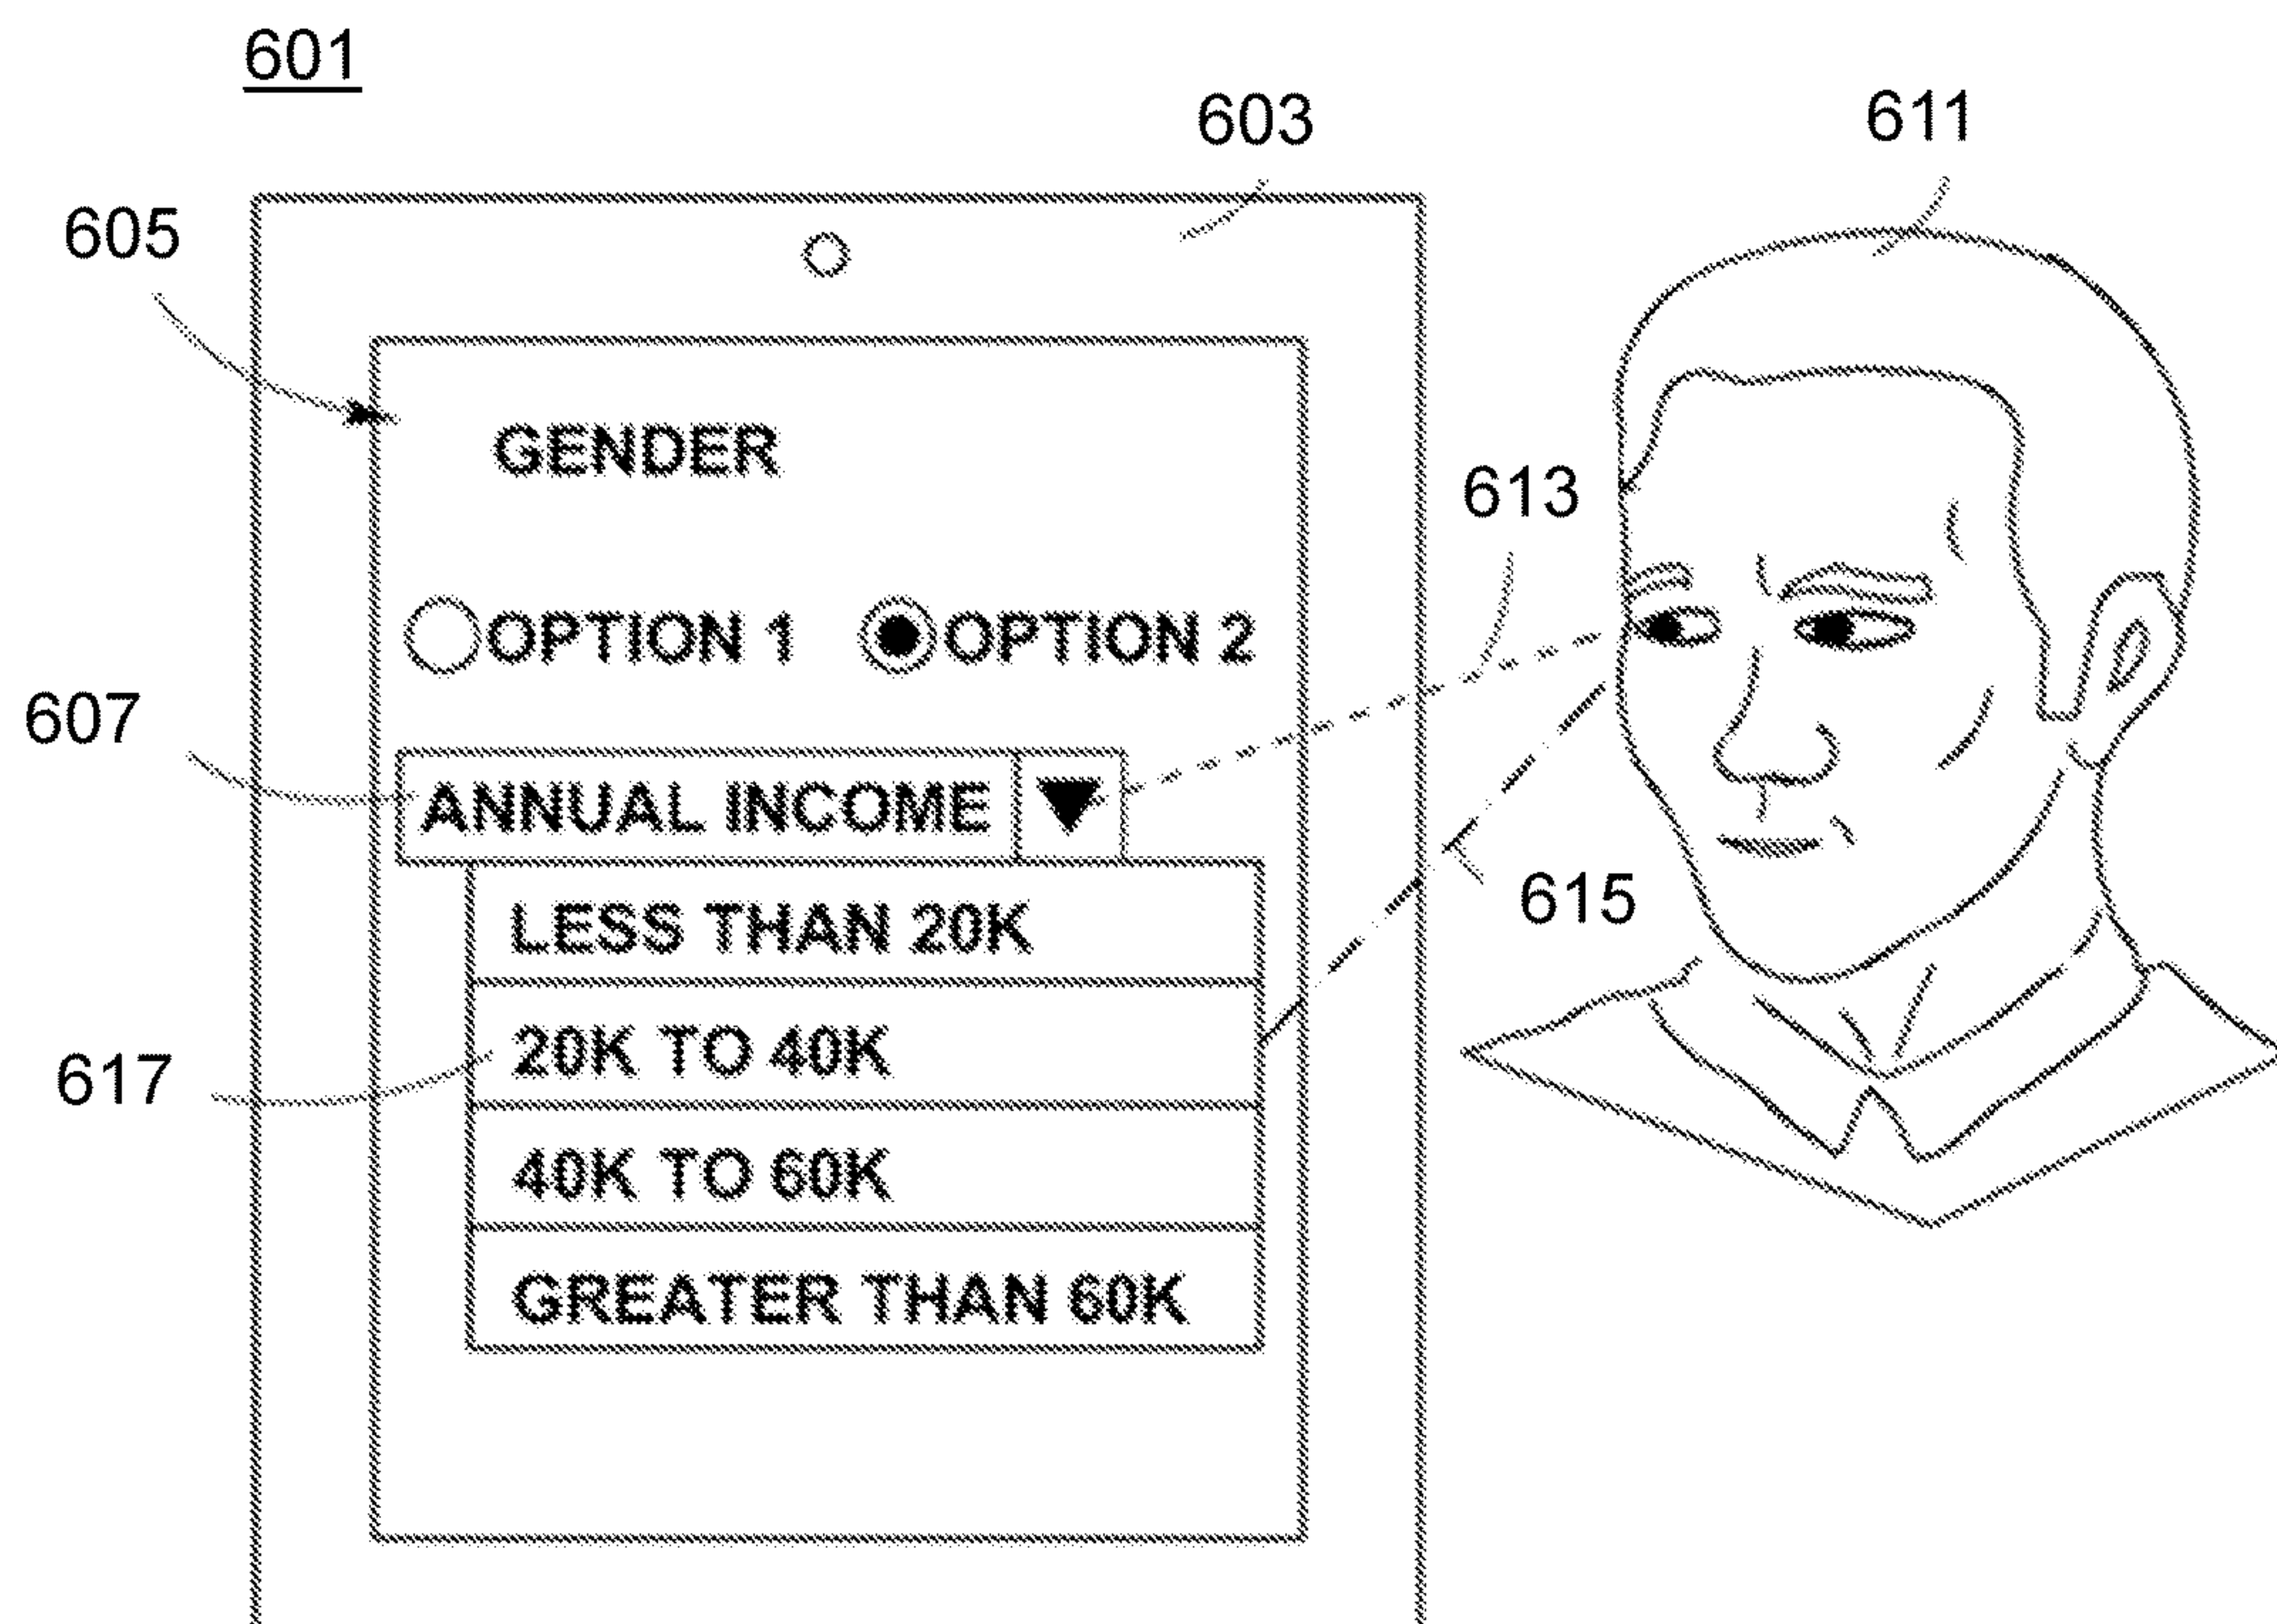 601
603
611
605
GENDER
613
OPTION 1 OPTION 2
607
ANNUAL INCOME
LESS THAN 20K
615
20K TO 40K
617
40K TO 60K
GREATER THAN 60K